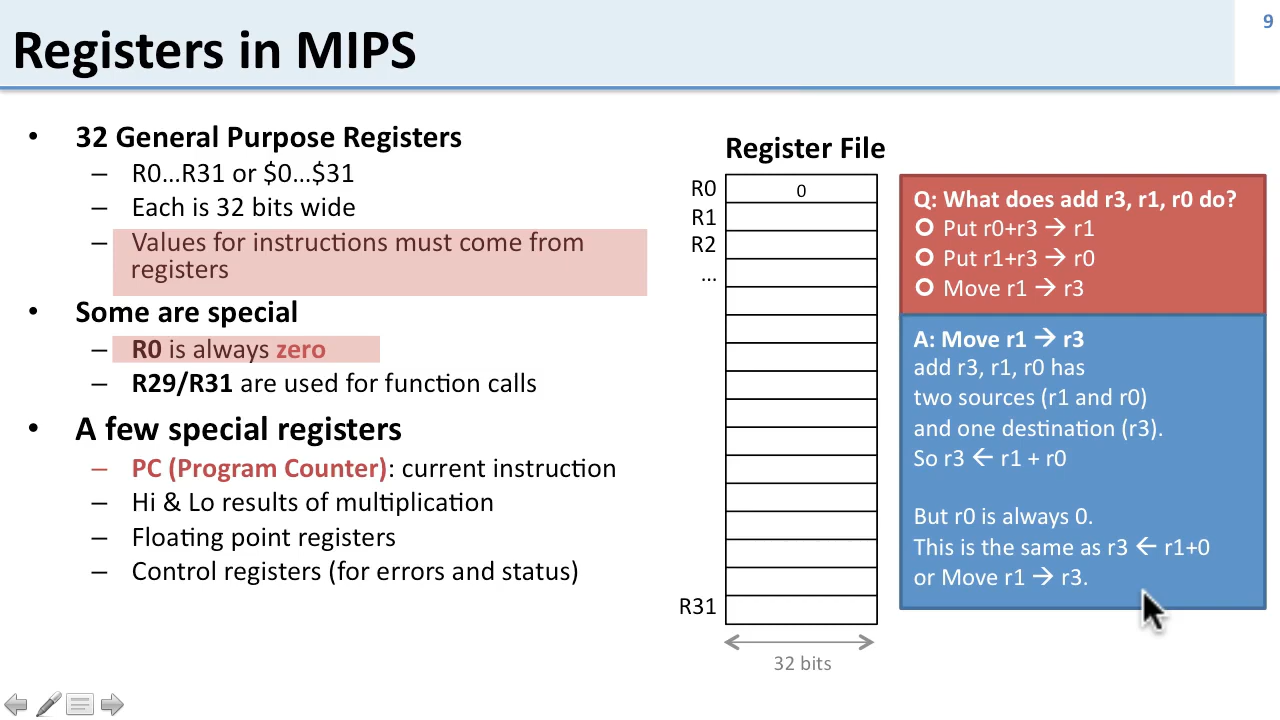 9
Registers in MIPS
• 32 General Purpose Registers
– R0…R31 or $0…$31
– Each is 32 bits wide
– Values for instructions must come from
registers
• Some are special
– R0 is always zero
– R29/R31 are used for function calls
• A few special registers
– PC (Program Counter): current instruction
– Hi & Lo results of multiplication
– Floating point registers
– Control registers (for errors and status)
Register File
R0 0
R1
R2
…
R31
32 bits
Q: What does add r3, r1, r0 do?
Put r0+r3 → r1
Put r1+r3 → r0
Move r1 → r3
A: Move r1 → r3
add r3, r1, r0 has
two sources (r1 and r0)
and one destination (r3).
So r3 ← r1 + r0
But r0 is always 0.
This is the same as r3 ← r1+0
or Move r1 → r3.